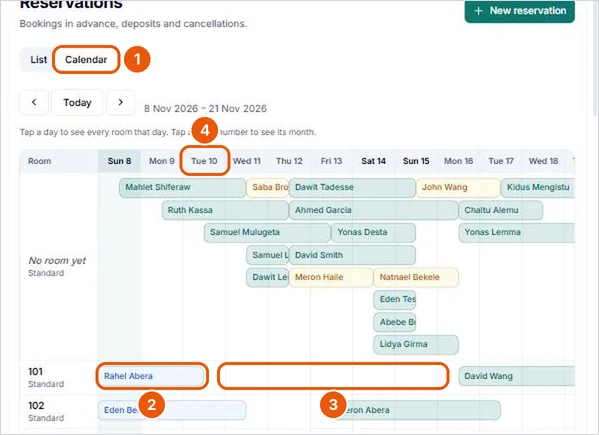 Reservations
+ New reservation
Bookings in advance, deposits and cancellations.
List Calendar 1
< Today > 8 Nov 2026 – 21 Nov 2026
Tap a day to see every room that day. Tap a number to see its month.
4
Room Sun 8 Mon 9 Tue 10 Wed 11 Thu 12 Fri 13 Sat 14 Sun 15 Mon 16 Tue 17 Wed 18
Mahlet Shiferaw Saba Bro Dawit Tadesse John Wang Kidus Mengistu
Ruth Kassa Ahmed Garcia Chaltu Alemu
Samuel Mulugeta Yonas Desta Yonas Lemma
Samuel L David Smith
No room yet
Standard
Dawit Le Meron Haile Natnael Bekele
Eden Tes
Abebe B
Lidya Girma
101
Standard
Rahel Abera David Wang
2 3
102
Standard
Eden Be Abera